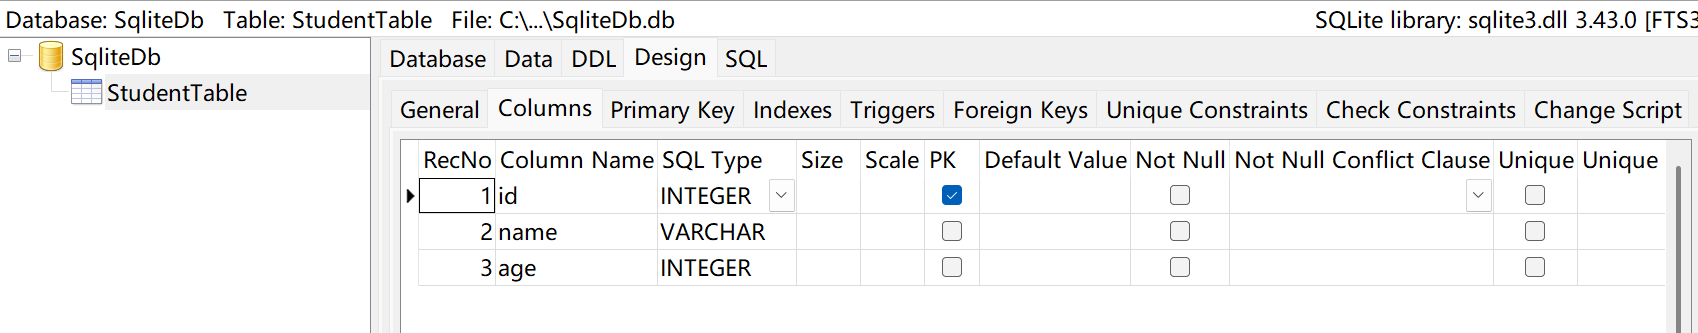 Database: SqliteDb Table: StudentTable File: C:\...\SqliteDb.db SQLite library: sqlite3.dll 3.43.0 [FTS3
SqliteDb
StudentTable
Database Data DDL Design SQL
General Columns Primary Key Indexes Triggers Foreign Keys Unique Constraints Check Constraints Change Script
RecNo Column Name SQL Type Size Scale PK Default Value Not Null Not Null Conflict Clause Unique Unique
1 id INTEGER
2 name VARCHAR
3 age INTEGER